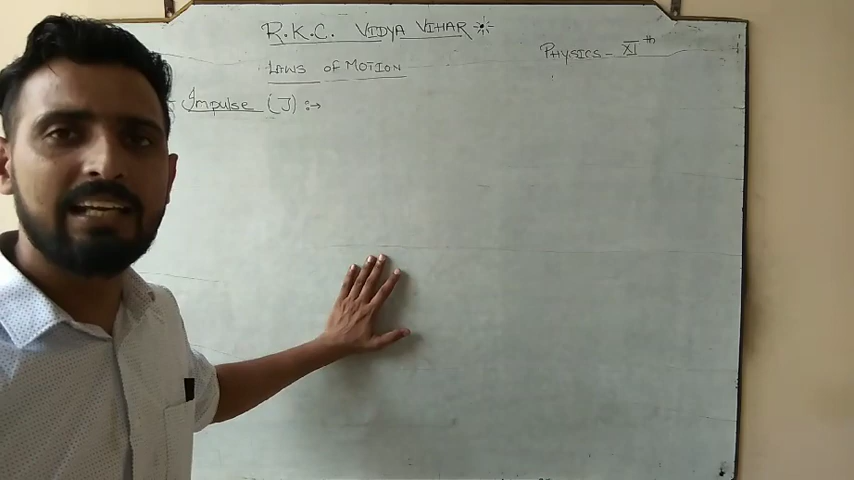 R.K.C. VIDYA VIHAR
PHYSICS - XI th
LAWS OF MOTION
Impulse (J) :→